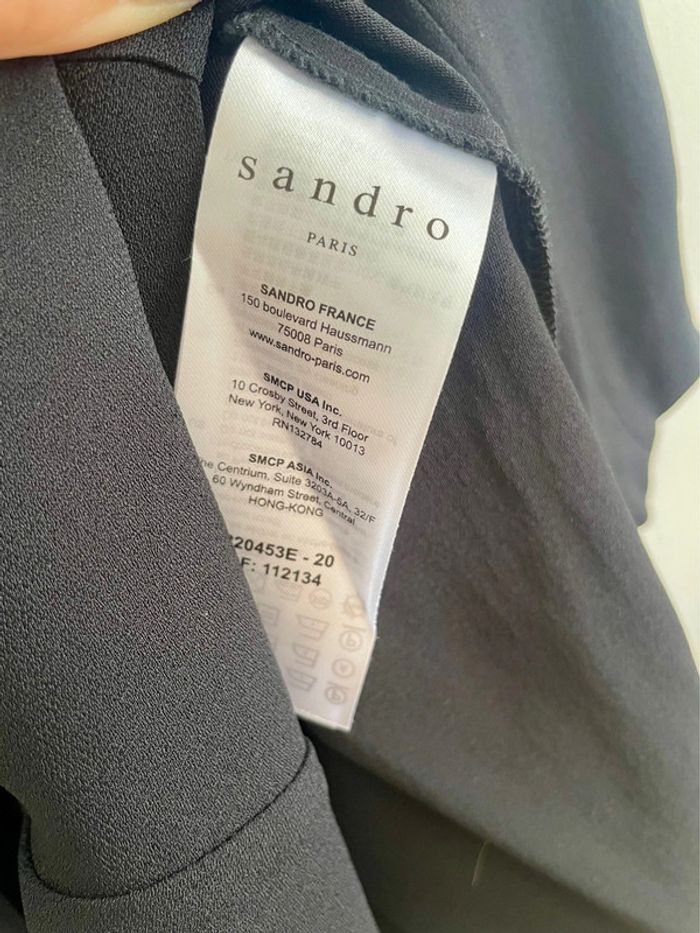 sandro
PARIS
SANDRO FRANCE
150 boulevard Haussmann
75008 Paris
www.sandro-paris.com
SMCP USA Inc.
10 Crosby Street, 3rd Floor
New York, New York 10013
RN132784
SMCP ASIA Inc.
ne Centrium, Suite 3203A-5A, 32/F
60 Wyndham Street, Central
HONG-KONG
20453E - 20
F: 112134